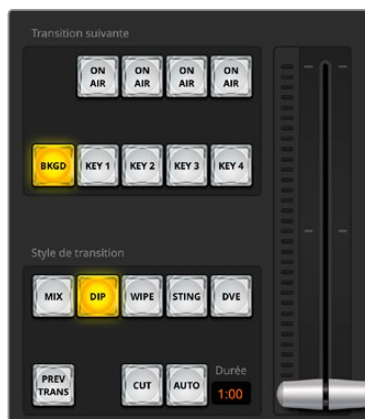 Transition suivante
ON AIR ON AIR ON AIR ON AIR
BKGD KEY 1 KEY 2 KEY 3 KEY 4
Style de transition
MIX DIP WIPE STING DVE
Durée
PREV TRANS CUT AUTO 1:00